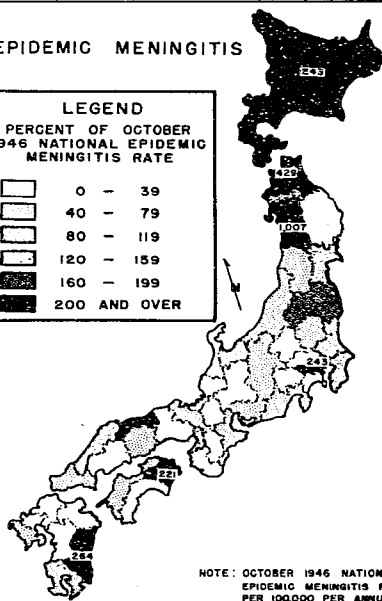 EPIDEMIC MENINGITIS
LEGEND
PERCENT OF OCTOBER
1946 NATIONAL EPIDEMIC
MENINGITIS RATE
0 – 39
40 – 79
80 – 119
120 – 159
160 – 199
200 AND OVER
243
429
1,007
N
243
221
264
NOTE: OCTOBER 1946 NATION
EPIDEMIC MENINGITIS R
PER 100,000 PER ANNU